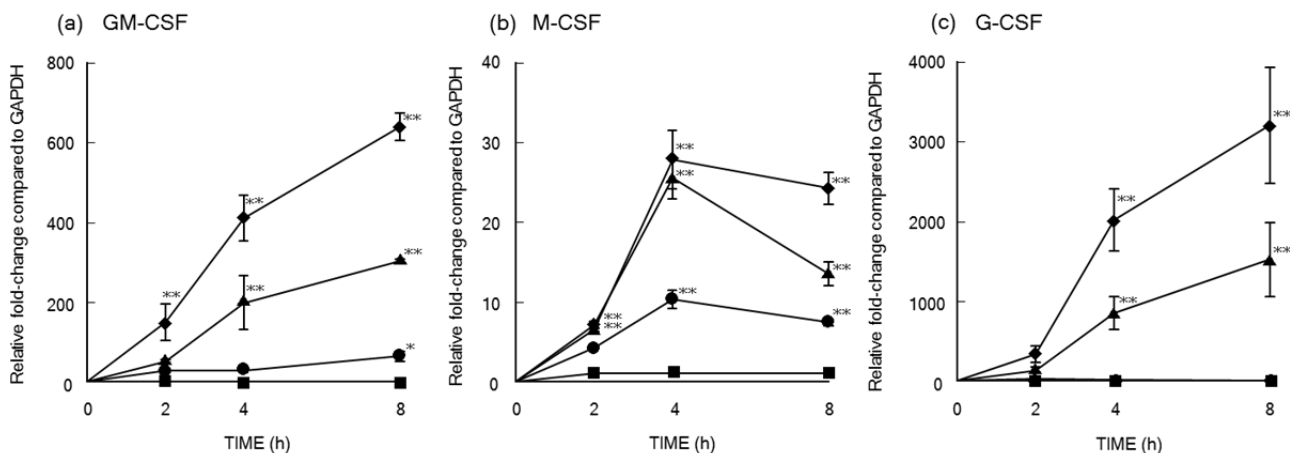 (a) GM-CSF
Relative fold-change compared to GAPDH
800
600
400
200
0
**
**
**
**
**
*
0 2 4 8
TIME (h)
(b) M-CSF
Relative fold-change compared to GAPDH
40
30
20
10
0
**
**
**
**
**
**
**
**
0 2 4 8
TIME (h)
(c) G-CSF
Relative fold-change compared to GAPDH
4000
3000
2000
1000
0
**
**
**
**
0 2 4 8
TIME (h)